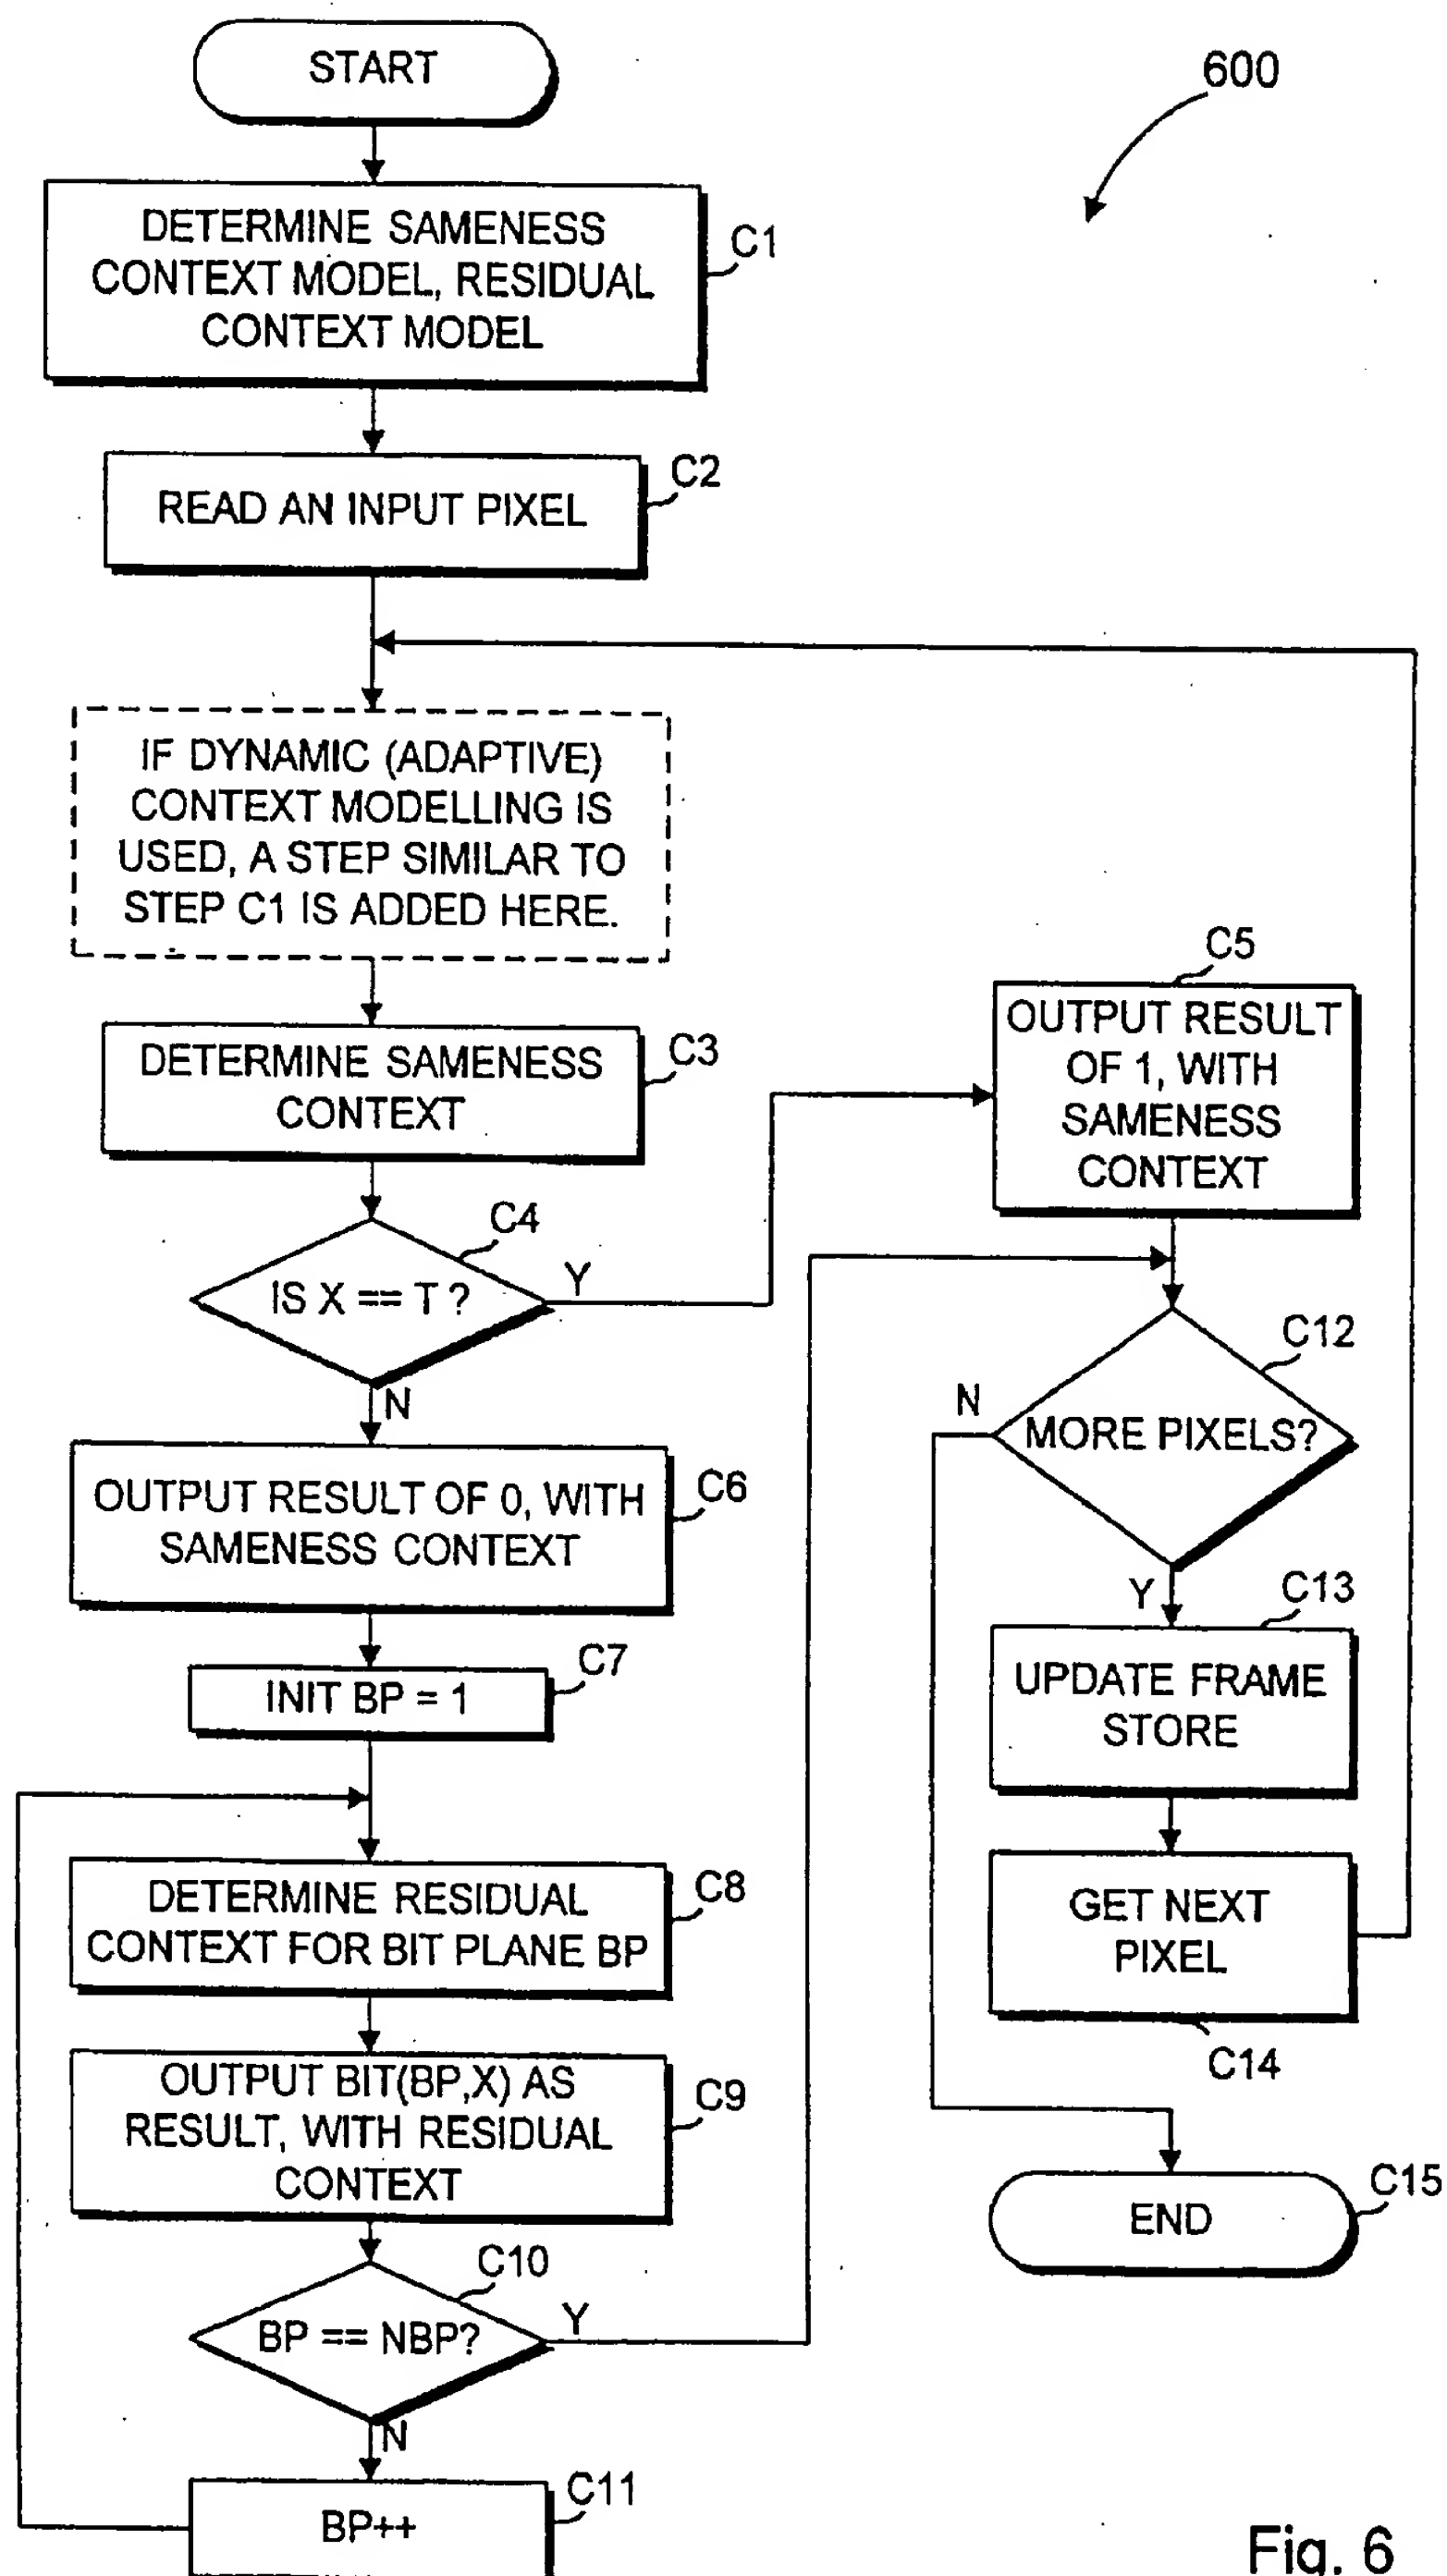 START
600
DETERMINE SAMENESS
CONTEXT MODEL, RESIDUAL
CONTEXT MODEL
C1
READ AN INPUT PIXEL
C2
IF DYNAMIC (ADAPTIVE)
CONTEXT MODELLING IS
USED, A STEP SIMILAR TO
STEP C1 IS ADDED HERE.
DETERMINE SAMENESS
CONTEXT
C3
IS X == T ?
C4
Y
N
C5
OUTPUT RESULT
OF 1, WITH
SAMENESS
CONTEXT
OUTPUT RESULT OF 0, WITH
SAMENESS CONTEXT
C6
INIT BP = 1
C7
DETERMINE RESIDUAL
CONTEXT FOR BIT PLANE BP
C8
OUTPUT BIT(BP,X) AS
RESULT, WITH RESIDUAL
CONTEXT
C9
BP == NBP?
C10
Y
N
BP++
C11
MORE PIXELS?
C12
N
Y
UPDATE FRAME
STORE
C13
GET NEXT
PIXEL
C14
END
C15
Fig. 6